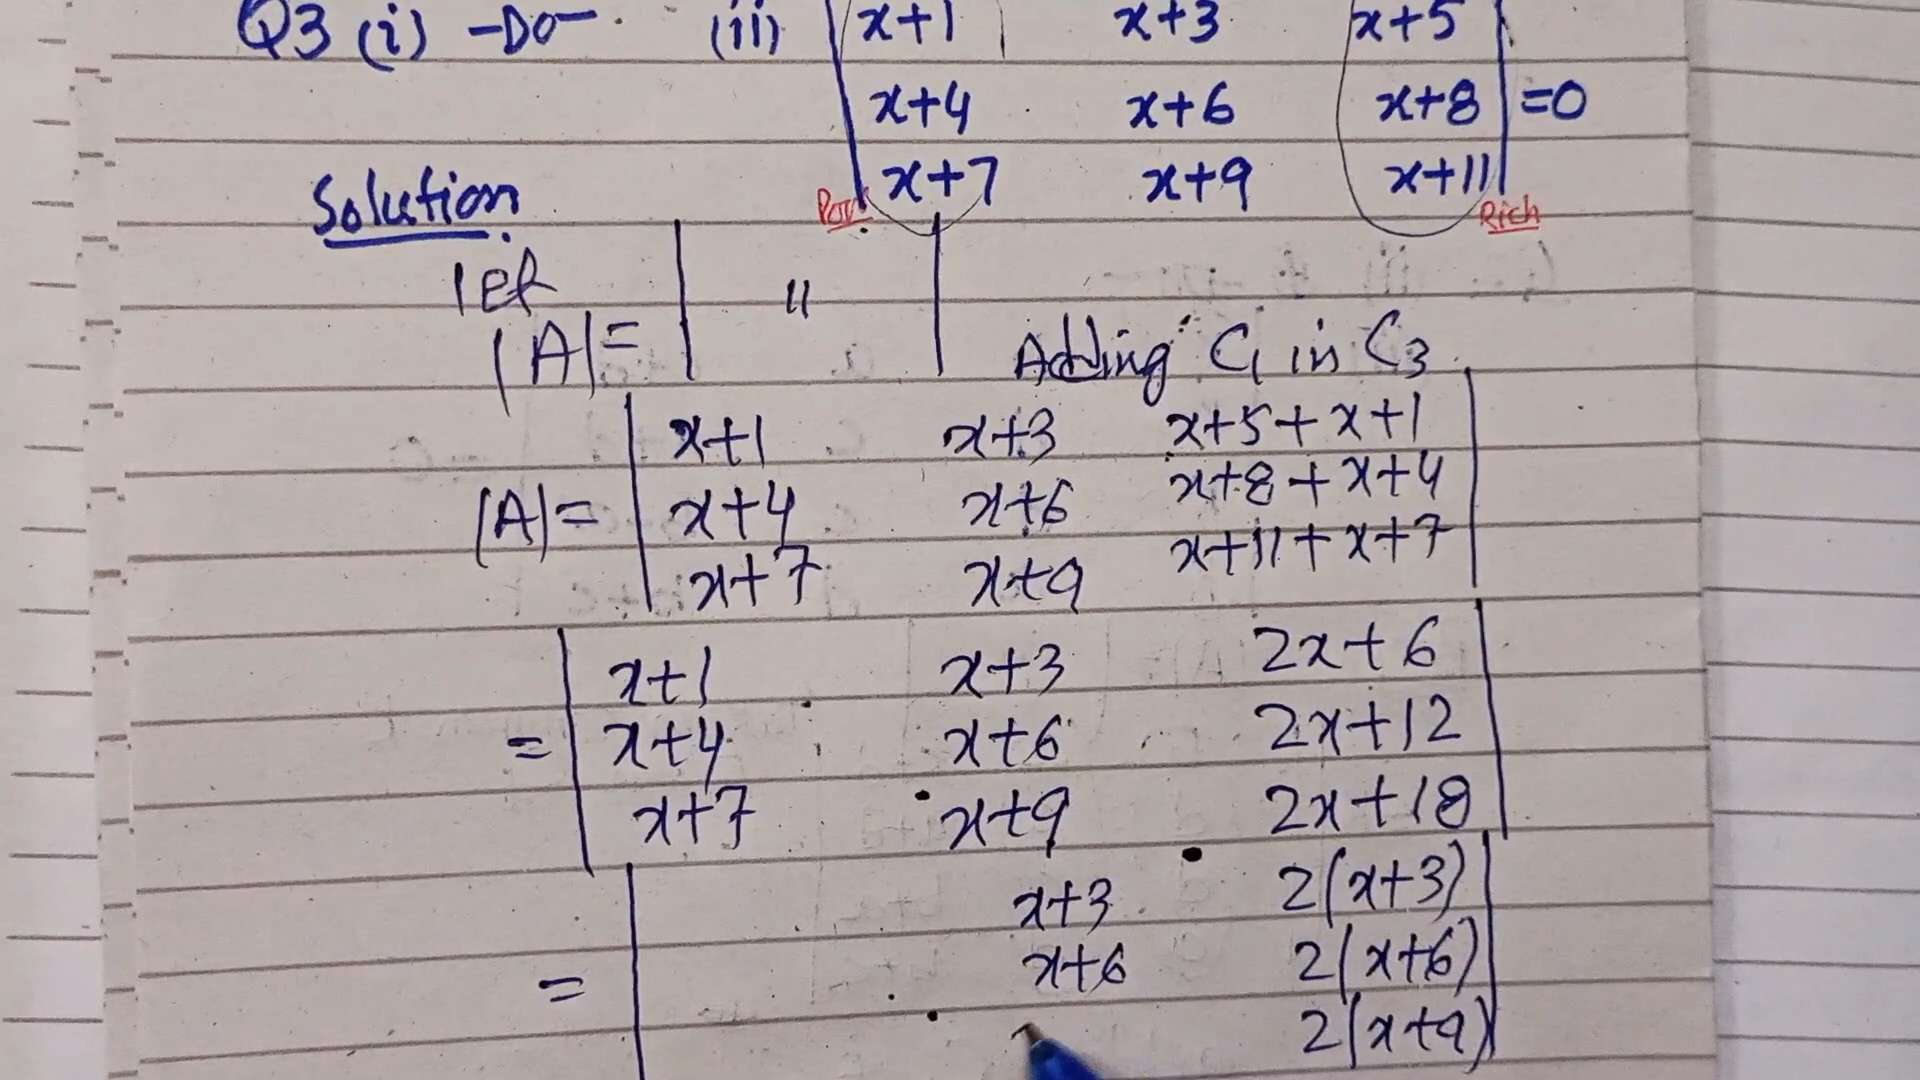 Q3 (i) -Do- (ii) | x+1 x+3 x+5 |
x+4 x+6 x+8 =0
x+7 x+9 x+11
Poor Rich
Solution
let
|A|= | " | Adding C₁ in C₃
x+1 x+3 x+5+x+1
|A|= x+4 x+6 x+8+x+4
x+7 x+9 x+11+x+7
x+1 x+3 2x+6
= x+4 x+6 2x+12
x+7 x+9 2x+18
x+3 2(x+3)
= x+6 2(x+6)
2(x+9)